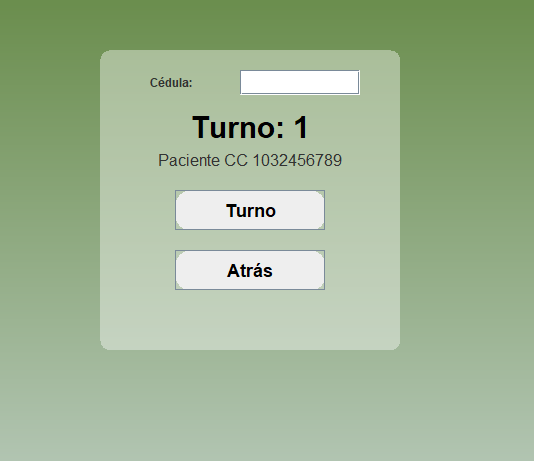 Cédula:
Turno: 1
Paciente CC 1032456789
Turno
Atrás